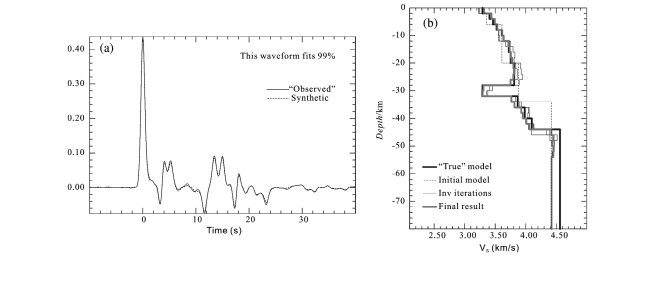 (a)
This waveform fits 99%
"Observed"
Synthetic
0.40
0.30
0.20
0.10
0.00
0
10
20
30
Time (s)
(b)
0
-10
-20
-30
-40
-50
-60
-70
Depth/km
"True" model
Initial model
Inv iterations
Final result
2.50
3.00
3.50
4.00
4.50
Vs (km/s)